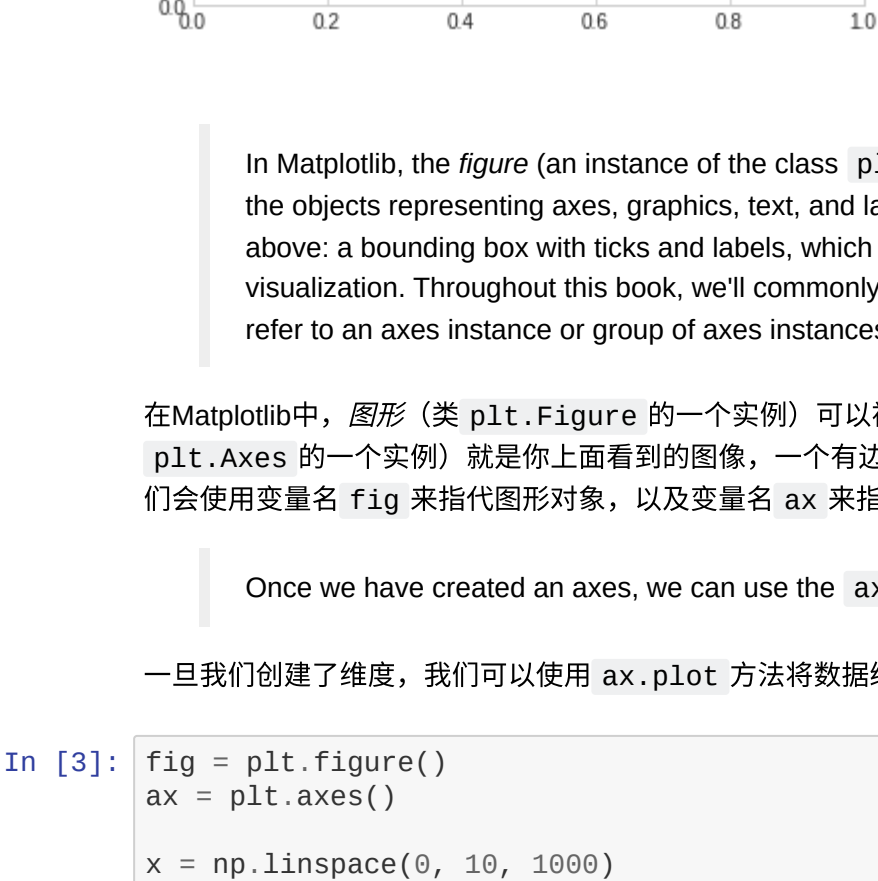 0.0
0.0 0.2 0.4 0.6 0.8 1.0
In Matplotlib, the figure (an instance of the class
the objects representing axes, graphics, text, and
above: a bounding box with ticks and labels, which
visualization. Throughout this book, we'll commonly
refer to an axes instance or group of axes instances
在Matplotlib中，图形（类 plt.Figure 的一个实例）可以
plt.Axes 的一个实例）就是你上面看到的图像，一个有边
们会使用变量名 fig 来指代图形对象，以及变量名 ax 来指
Once we have created an axes, we can use the
一旦我们创建了维度，我们可以使用 ax.plot 方法将数据
In [3]: fig = plt.figure()
ax = plt.axes()
x = np.linspace(0, 10, 1000)